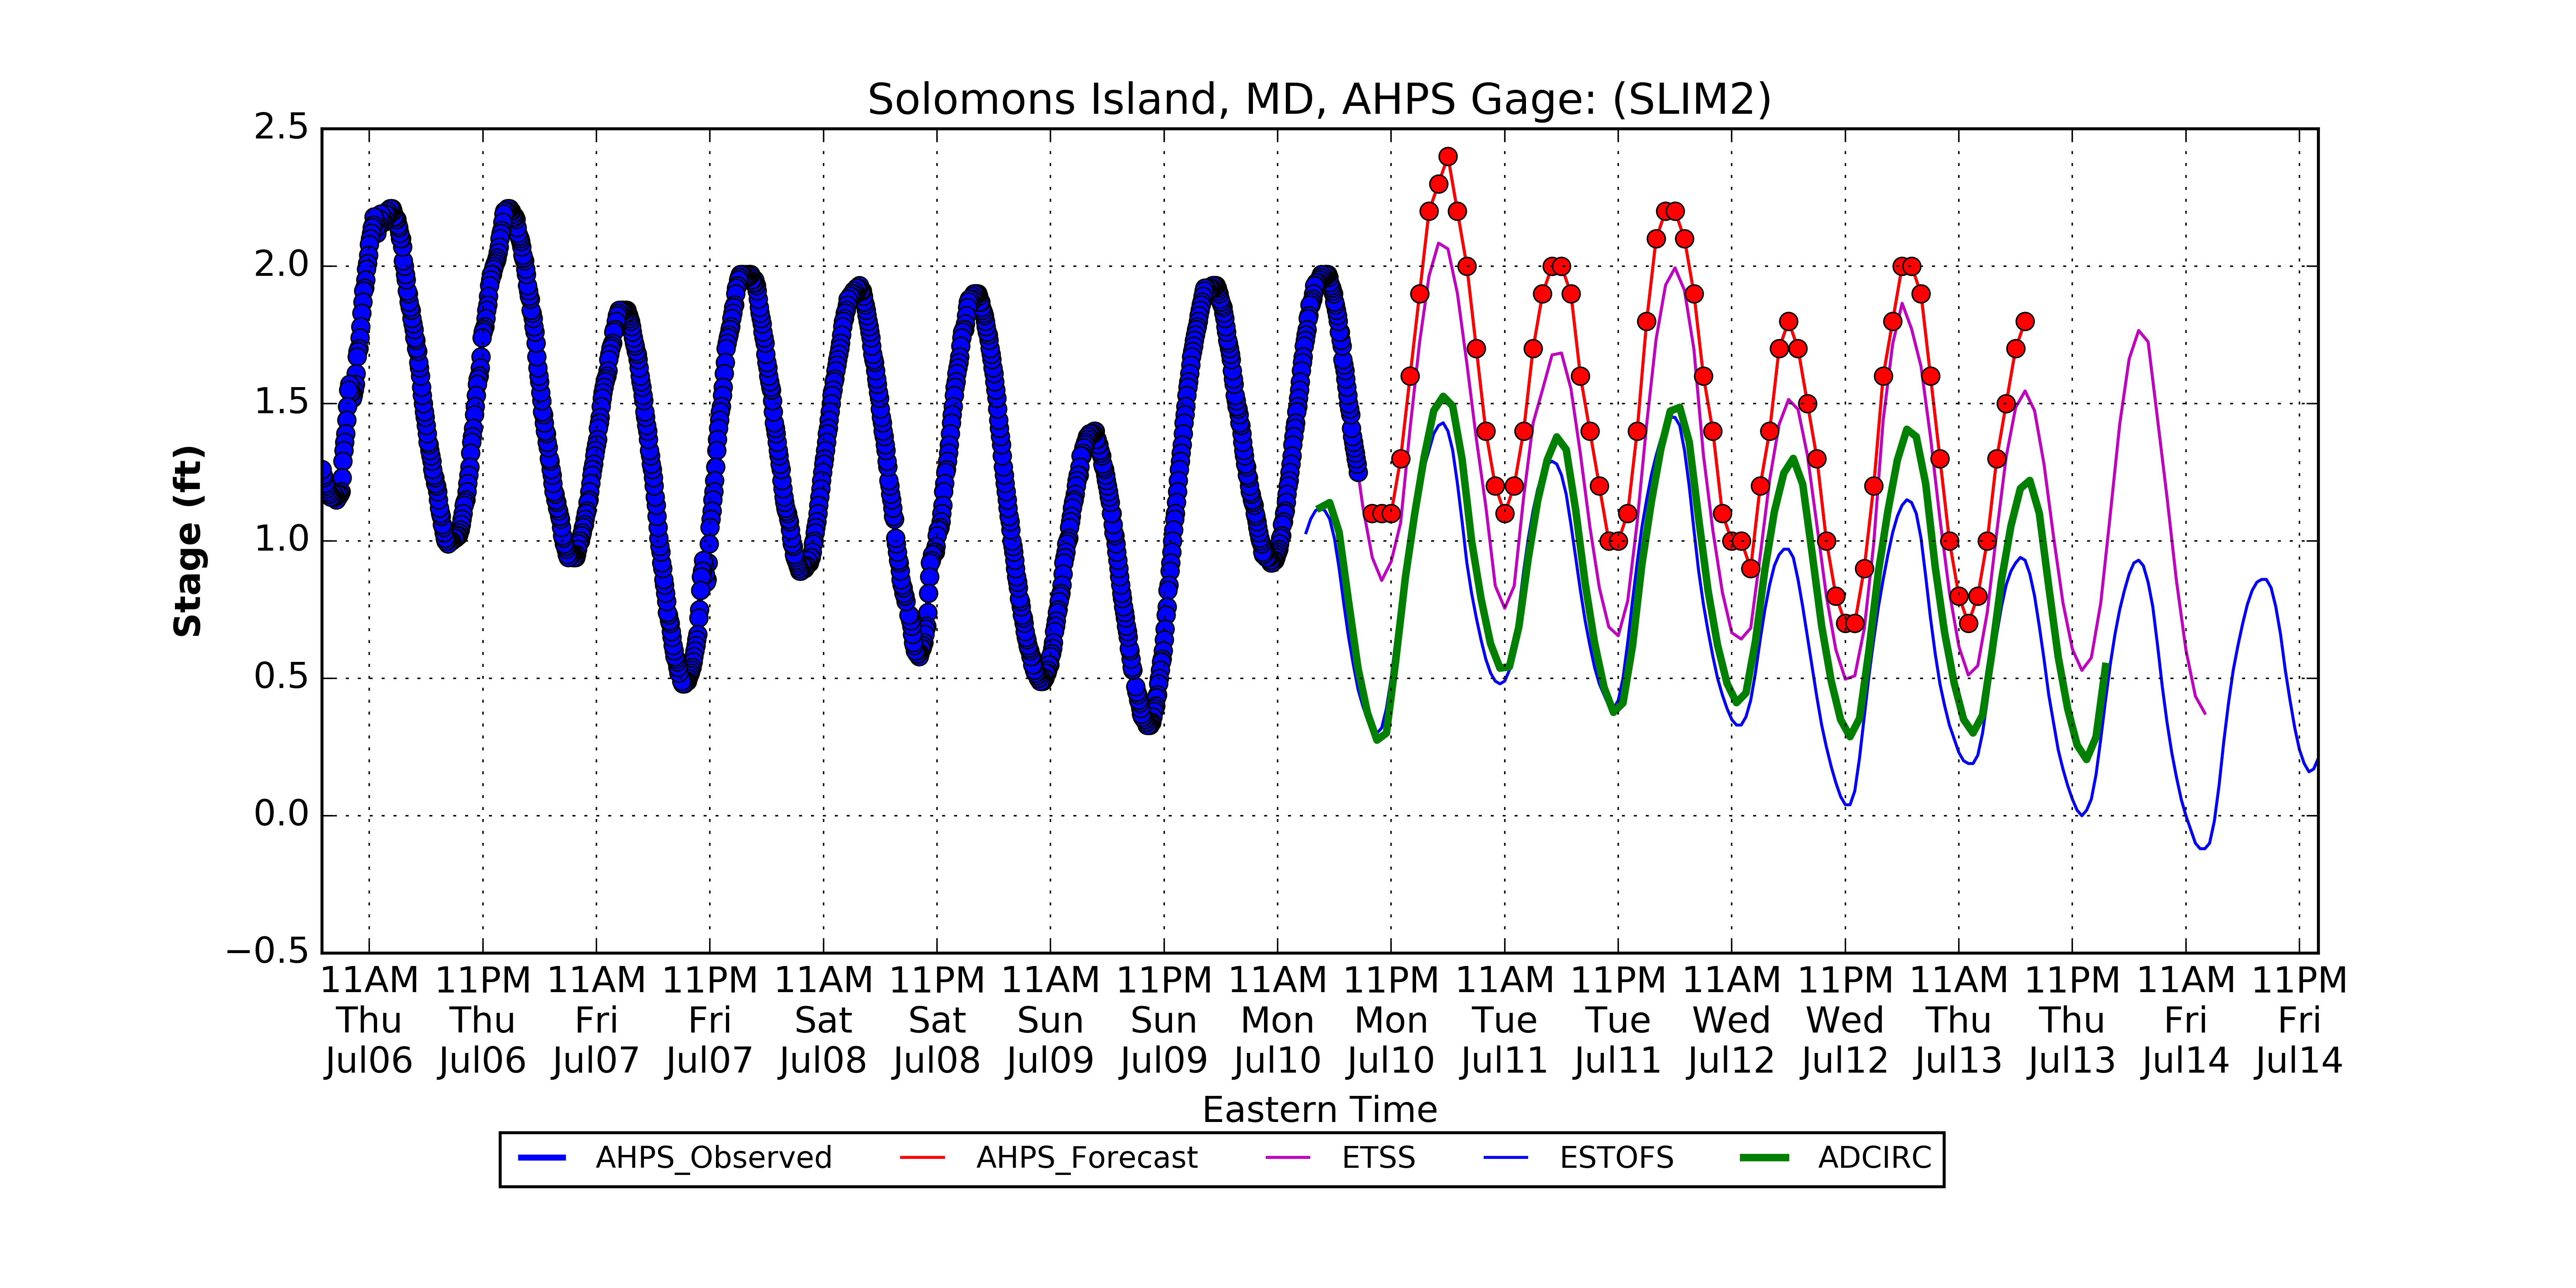 Solomons Island, MD, AHPS Gage: (SLIM2)
2.5
2.0
1.5
1.0
0.5
0.0
−0.5
Stage (ft)
11AM 11PM 11AM 11PM 11AM 11PM 11AM 11PM 11AM 11PM 11AM 11PM 11AM 11PM 11AM 11PM 11AM 11PM
Thu Thu Fri Fri Sat Sat Sun Sun Mon Mon Tue Tue Wed Wed Thu Thu Fri Fri
Jul06 Jul06 Jul07 Jul07 Jul08 Jul08 Jul09 Jul09 Jul10 Jul10 Jul11 Jul11 Jul12 Jul12 Jul13 Jul13 Jul14 Jul14
Eastern Time
AHPS_Observed AHPS_Forecast ETSS ESTOFS ADCIRC